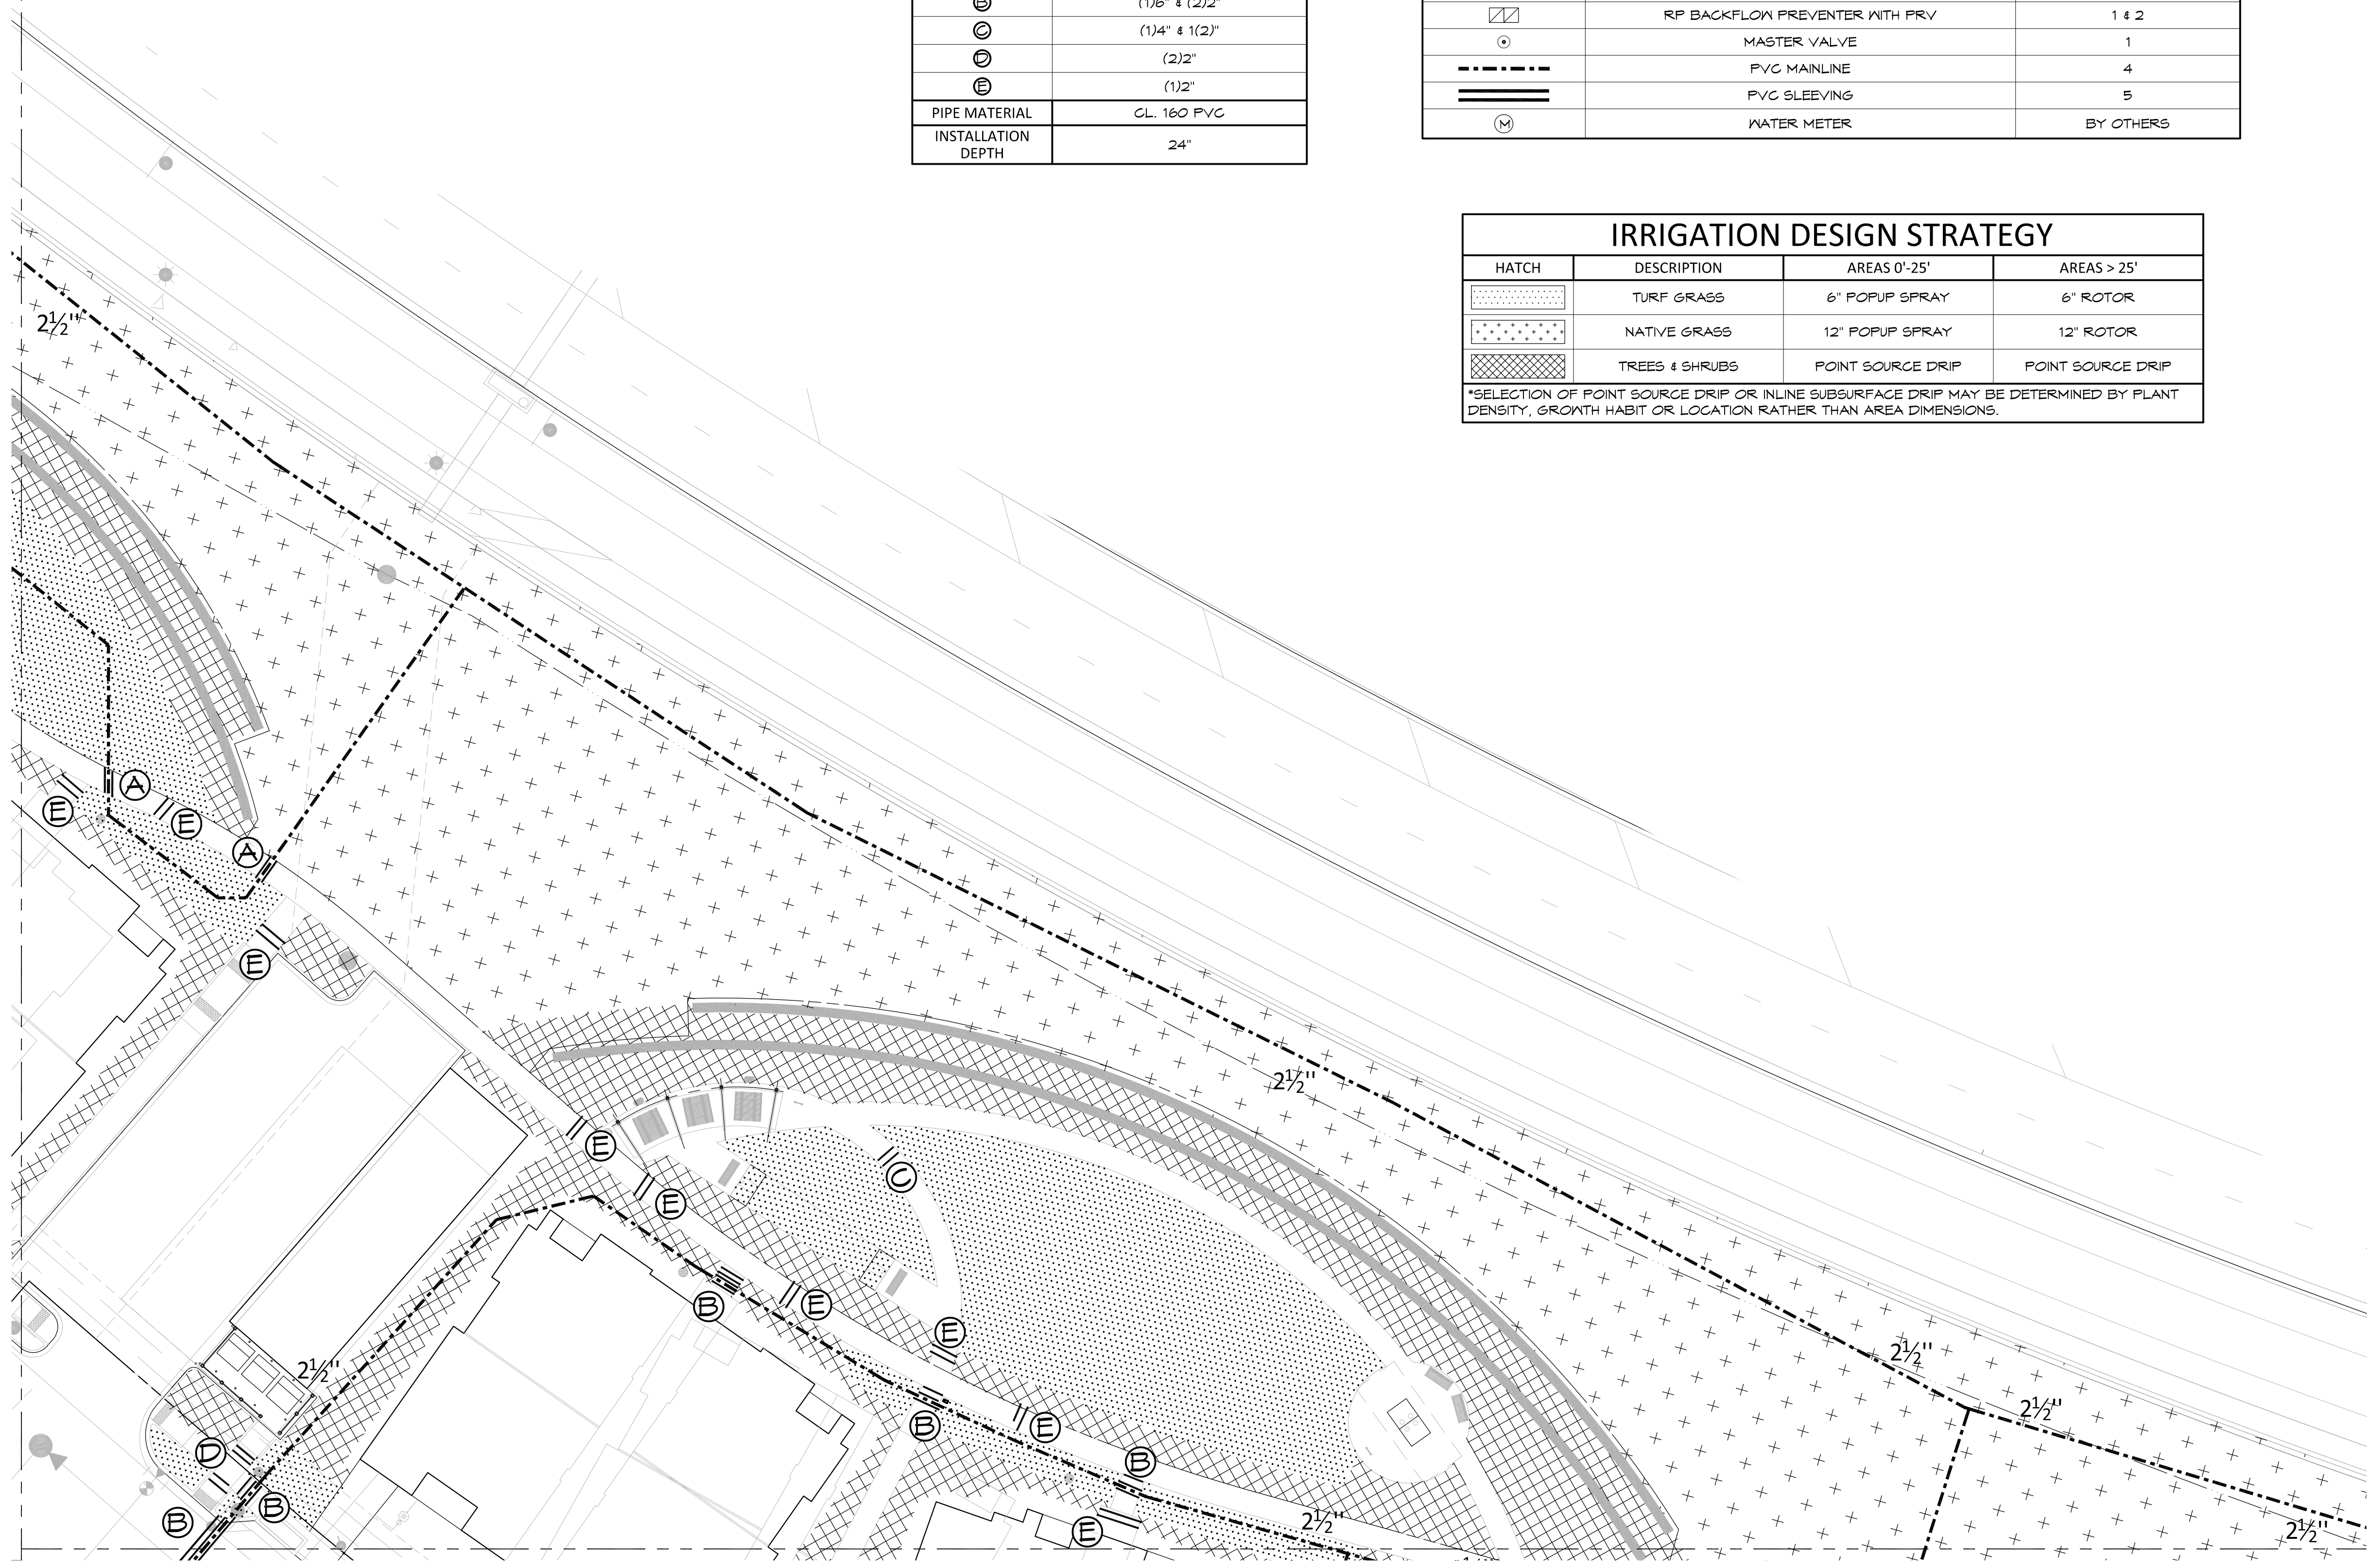 Ⓑ (1)6" & (2)2"
Ⓒ (1)4" & 1(2)"
Ⓓ (2)2"
Ⓔ (1)2"
PIPE MATERIAL CL. 160 PVC
INSTALLATION DEPTH 24"
RP BACKFLOW PREVENTER WITH PRV 1 & 2
MASTER VALVE 1
PVC MAINLINE 4
PVC SLEEVING 5
Ⓜ WATER METER BY OTHERS
IRRIGATION DESIGN STRATEGY
HATCH DESCRIPTION AREAS 0'-25' AREAS > 25'
TURF GRASS 6" POPUP SPRAY 6" ROTOR
NATIVE GRASS 12" POPUP SPRAY 12" ROTOR
TREES & SHRUBS POINT SOURCE DRIP POINT SOURCE DRIP
*SELECTION OF POINT SOURCE DRIP OR INLINE SUBSURFACE DRIP MAY BE DETERMINED BY PLANT
DENSITY, GROWTH HABIT OR LOCATION RATHER THAN AREA DIMENSIONS.
2½"
A
E
E
A
E
2½"
E
C
E
B
E
E
2½"
2½"
2½"
B
E
D
B
B
B
E
2½"
2½"